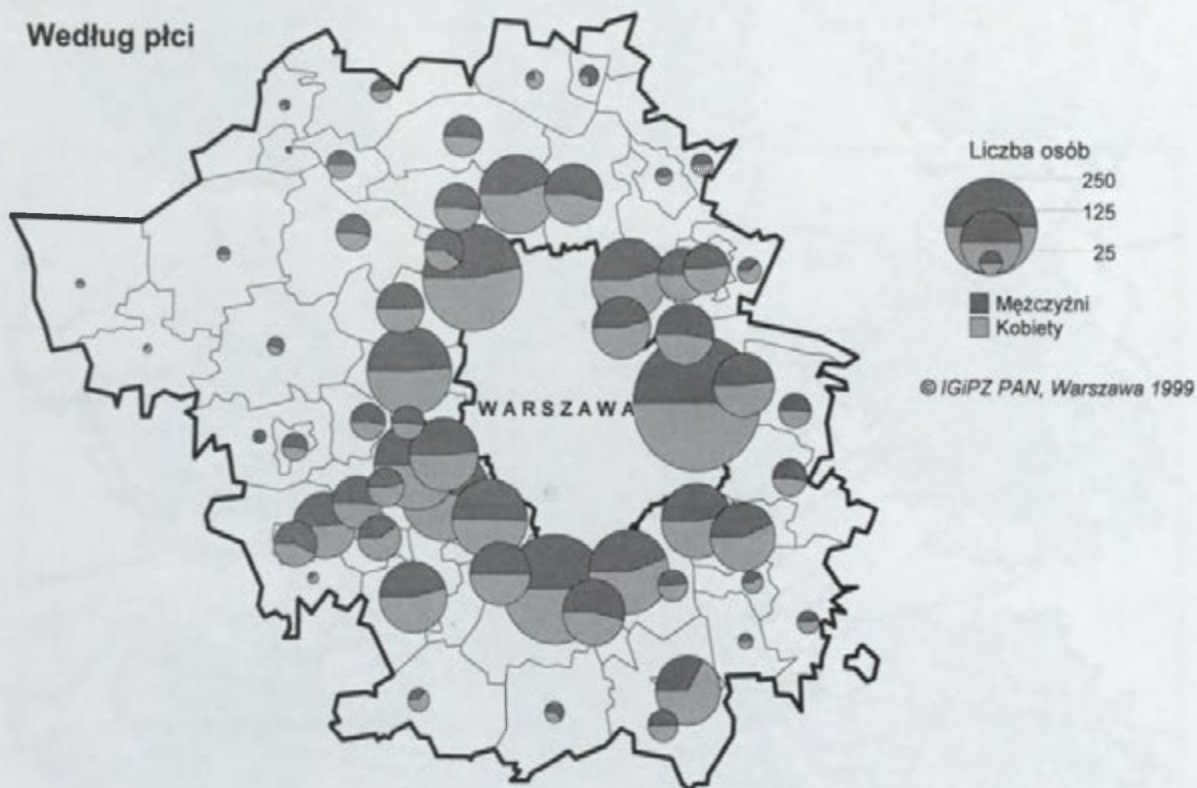 Według płci
Liczba osób
250
125
25
Mężczyźni
Kobiety
© IGiPZ PAN, Warszawa 1999
WARSZAWA